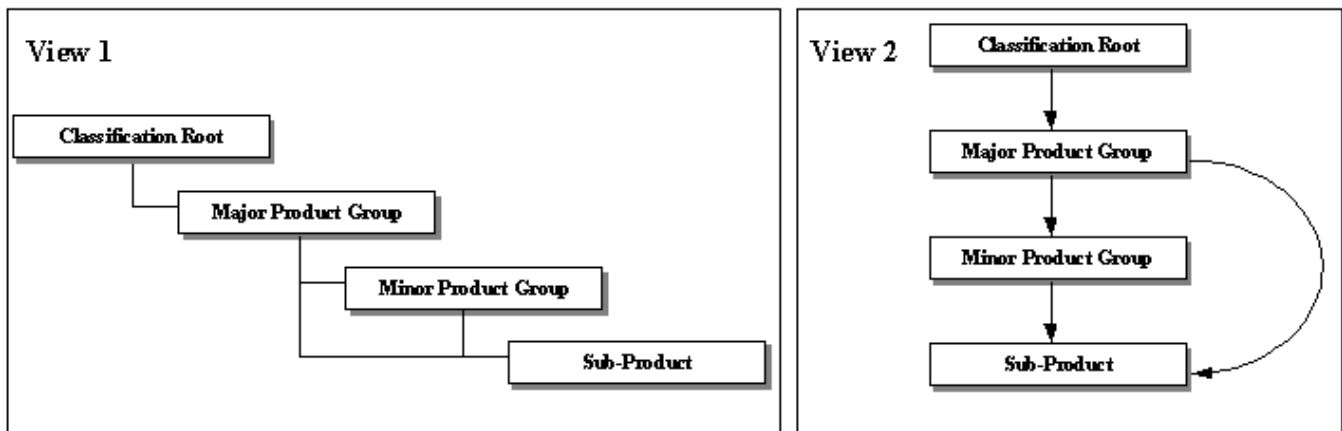 View 1
Classification Root
Major Product Group
Minor Product Group
Sub-Product
View 2
Classification Root
Major Product Group
Minor Product Group
Sub-Product